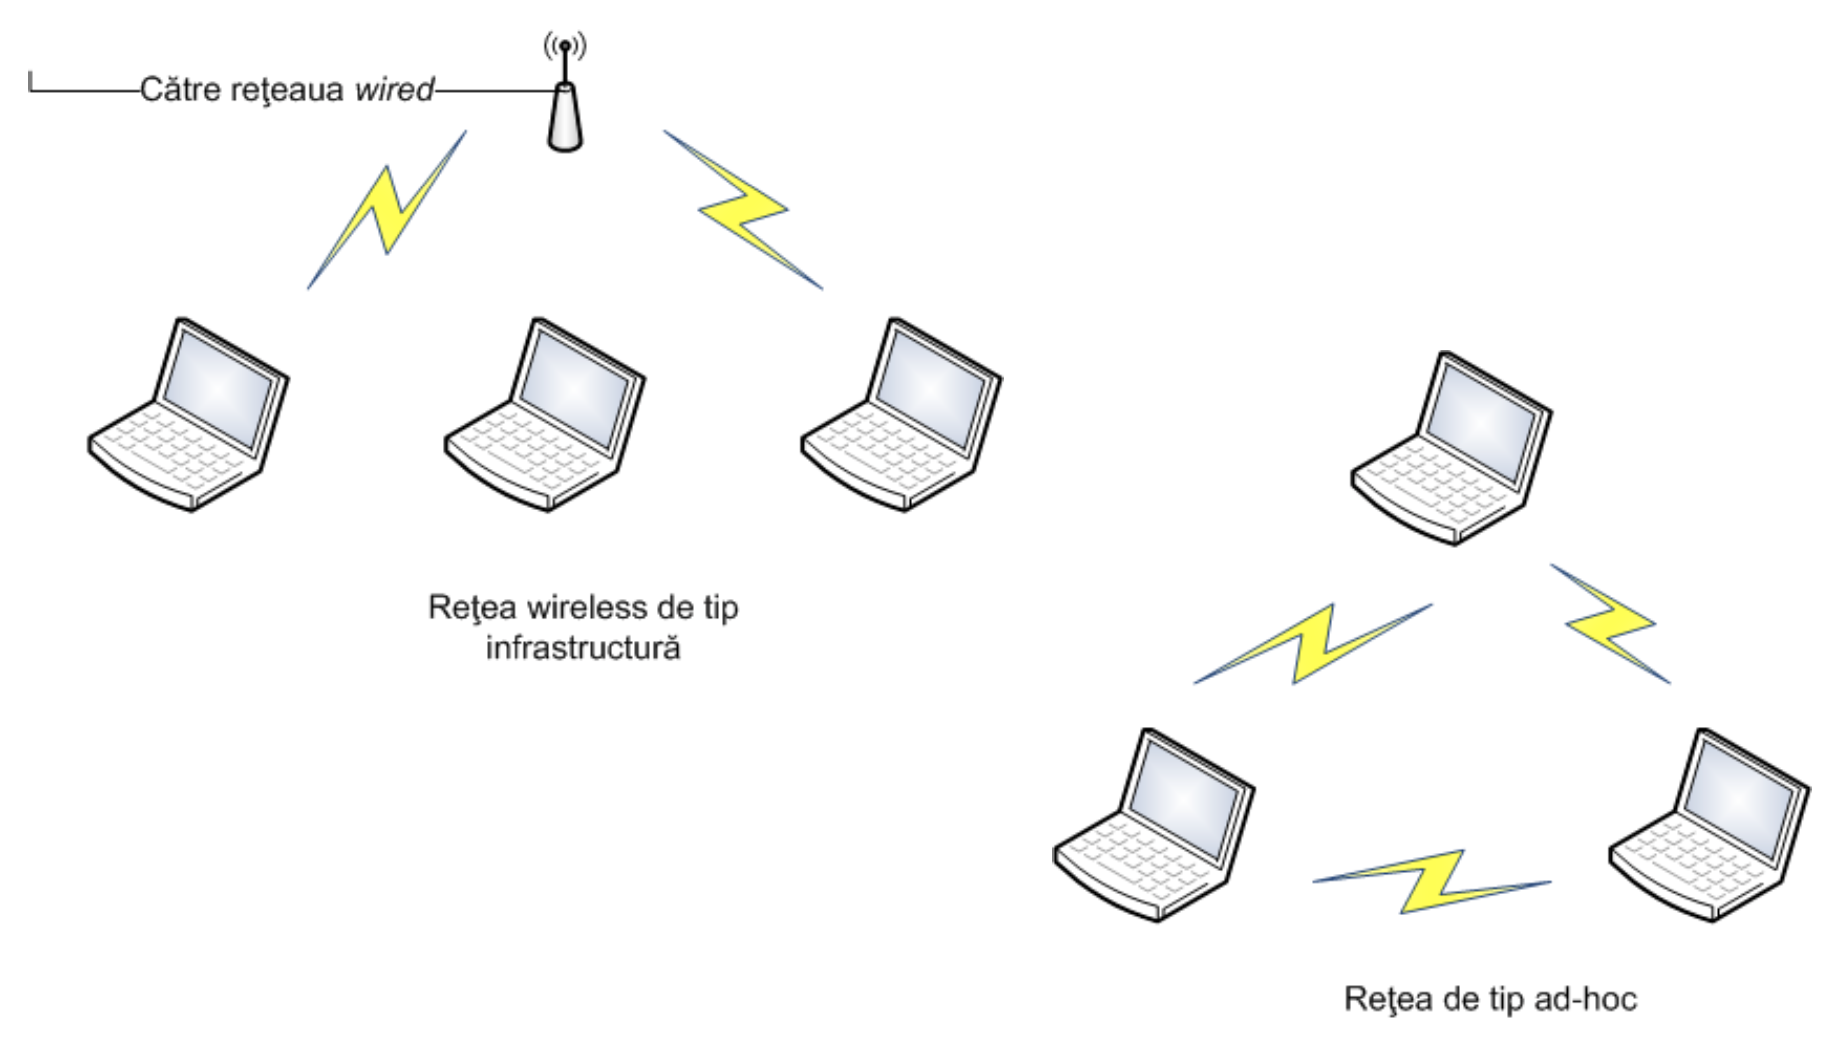 Către reţeaua wired
Reţea wireless de tip
infrastructură
Reţea de tip ad-hoc